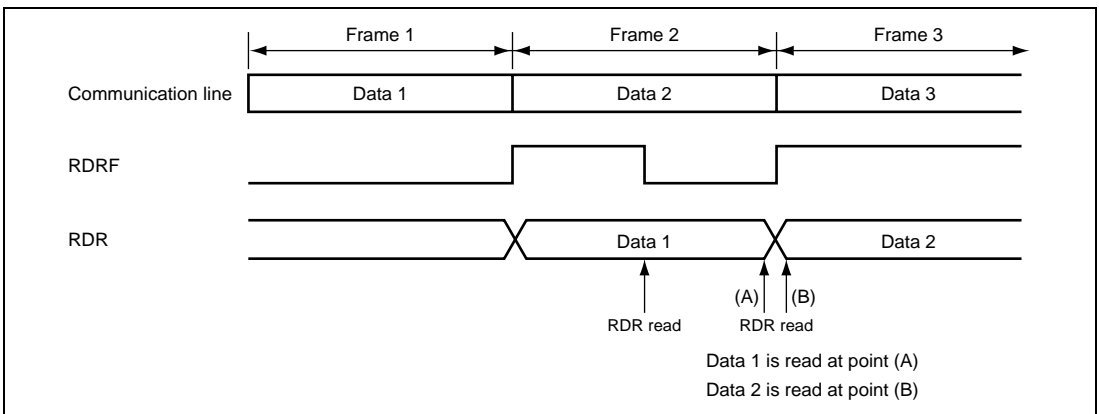 Frame 1 Frame 2 Frame 3
Communication line Data 1 Data 2 Data 3
RDRF
RDR Data 1 Data 2
(A) (B)
RDR read RDR read
Data 1 is read at point (A)
Data 2 is read at point (B)